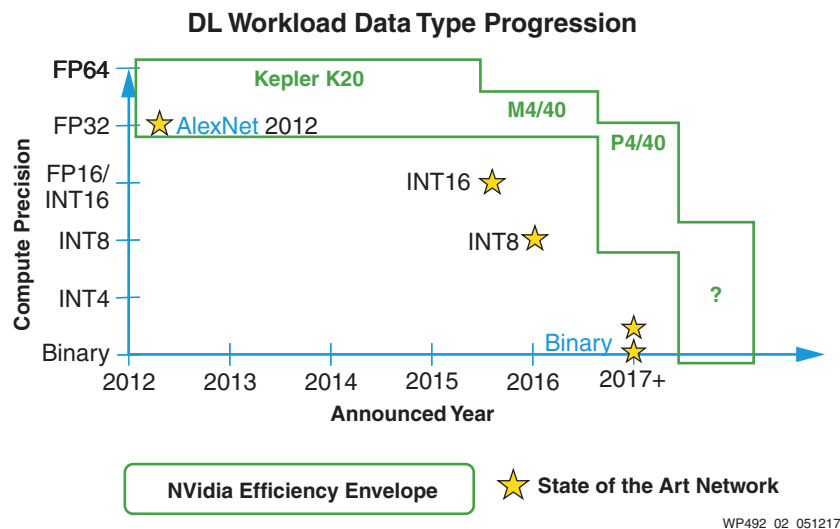 DL Workload Data Type Progression
FP64
Kepler K20
M4/40
FP32
AlexNet 2012
P4/40
FP16/
INT16
INT16
INT8
INT8
INT4
?
Binary
Binary
Compute Precision
2012
2013
2014
2015
2016
2017+
Announced Year
NVidia Efficiency Envelope
State of the Art Network
WP492_02_051217